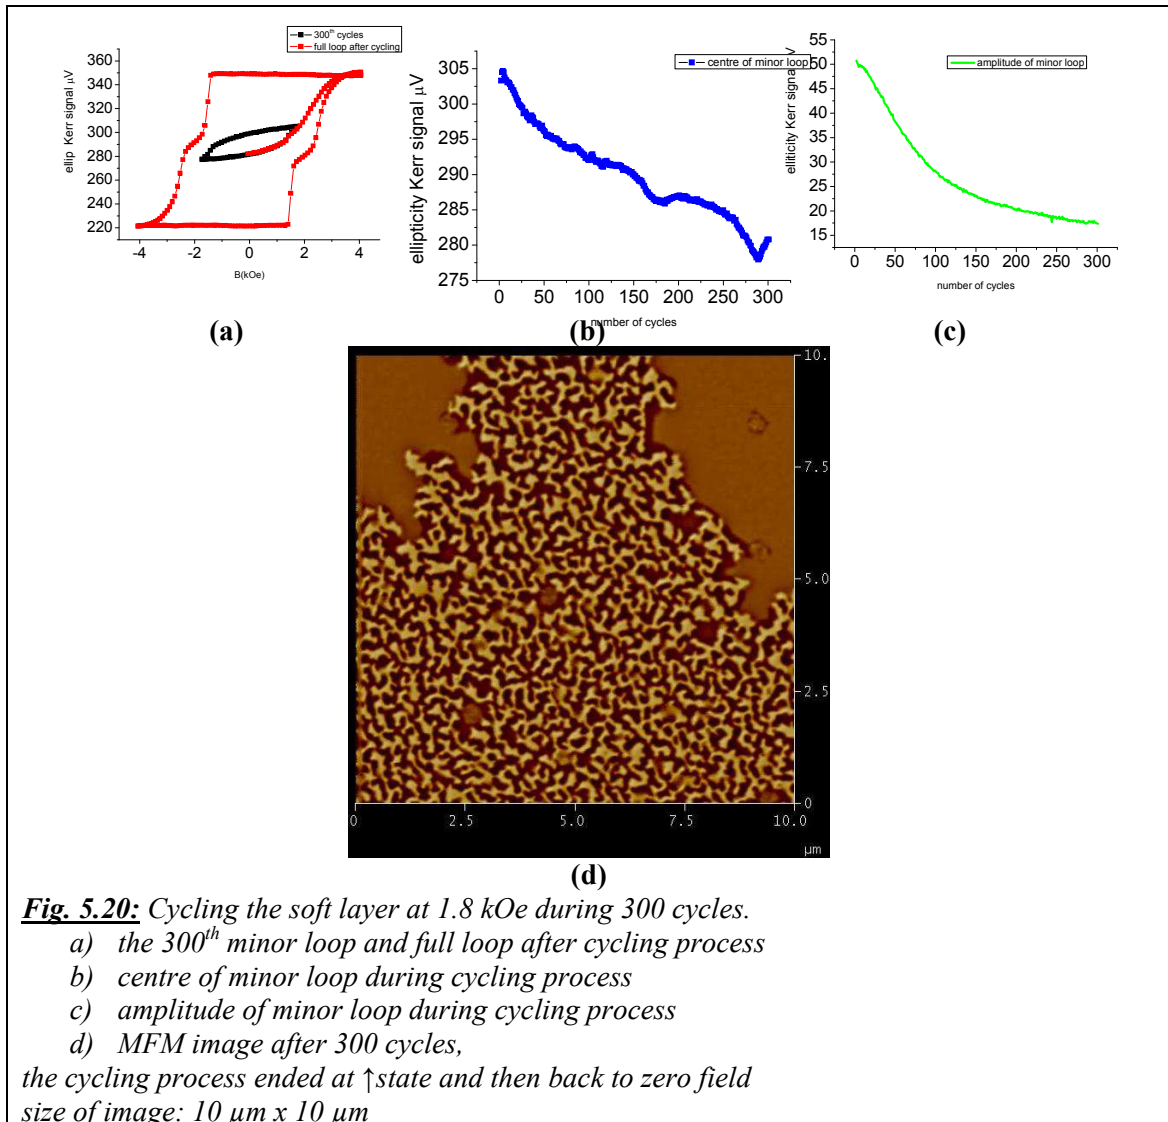 300th cycles
full loop after cycling
360
340
320
300
280
260
240
220
ellip Kerr signal µV
-4 -2 0 2 4
B(kOe)
(a)
centre of minor loop
305
300
295
290
285
280
275
ellipticity Kerr signal µV
0 50 100 150 200 250 300
number of cycles
(b)
amplitude of minor loop
55
50
45
40
35
30
25
20
15
elliticity Kerr signal µV
0 50 100 150 200 250 300
number of cycles
(c)
10.
7.5
5.0
2.5
0
0 2.5 5.0 7.5 10.0
µm
(d)
Fig. 5.20: Cycling the soft layer at 1.8 kOe during 300 cycles.
a) the 300th minor loop and full loop after cycling process
b) centre of minor loop during cycling process
c) amplitude of minor loop during cycling process
d) MFM image after 300 cycles,
the cycling process ended at ↑state and then back to zero field
size of image: 10 µm x 10 µm